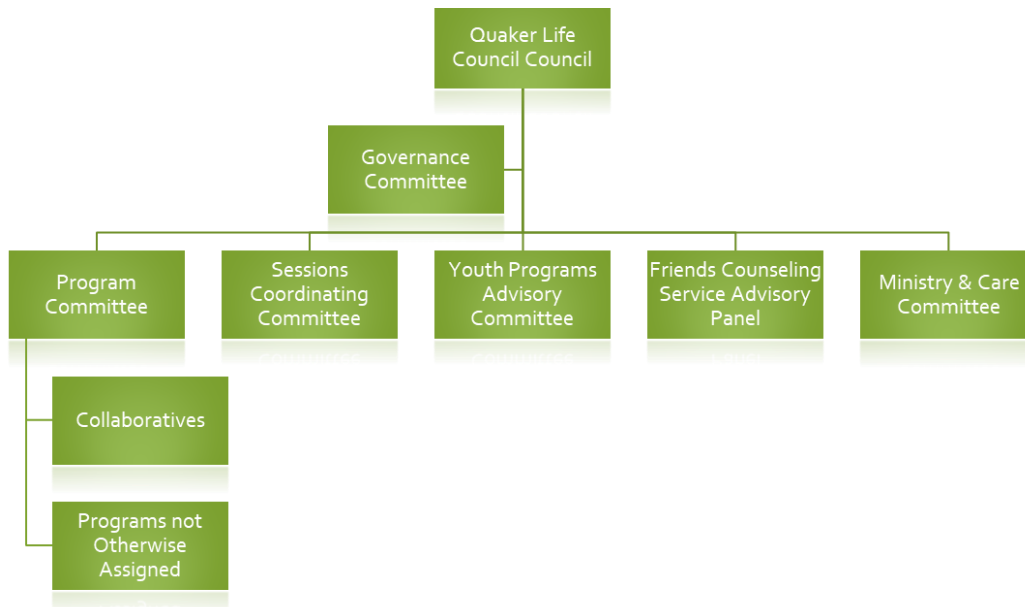 Quaker Life
Council Council
Governance
Committee
Program
Committee
Sessions
Coordinating
Committee
Youth Programs
Advisory
Committee
Friends Counseling
Service Advisory
Panel
Ministry & Care
Committee
Collaboratives
Programs not
Otherwise
Assigned